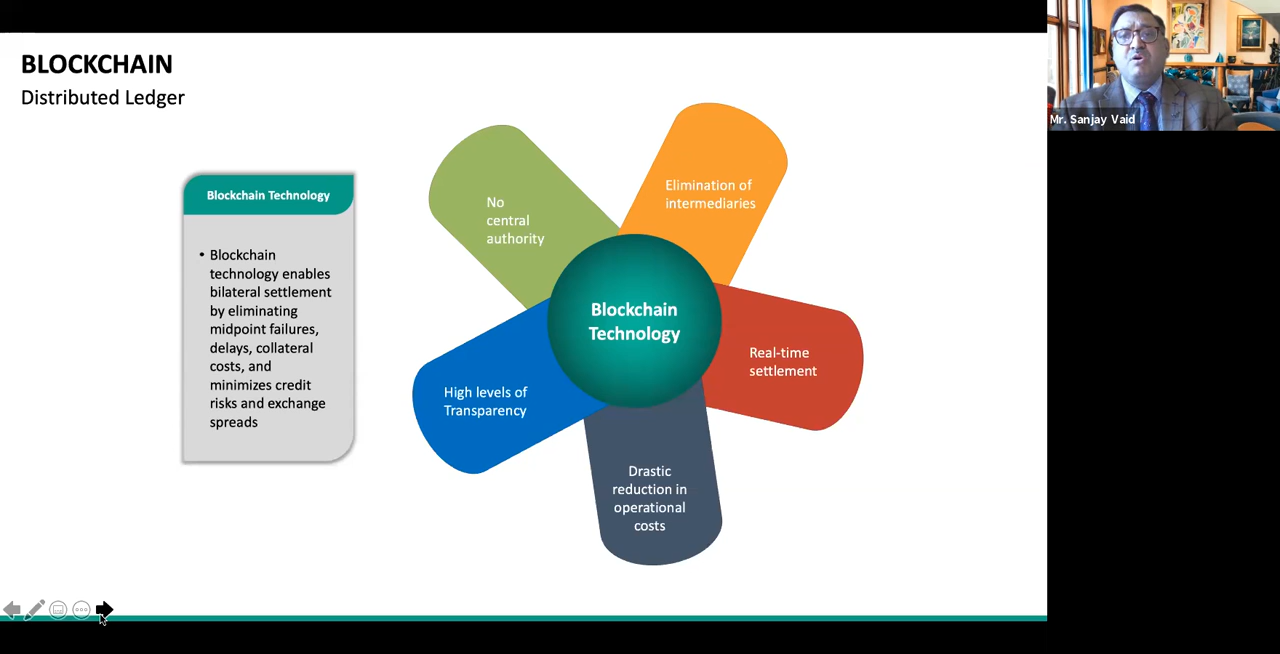 BLOCKCHAIN
Distributed Ledger
Blockchain Technology
• Blockchain
technology enables
bilateral settlement
by eliminating
midpoint failures,
delays, collateral
costs, and
minimizes credit
risks and exchange
spreads
No
central
authority
Elimination of
intermediaries
Blockchain
Technology
Real-time
settlement
High levels of
Transparency
Drastic
reduction in
operational
costs
Mr. Sanjay Vaid